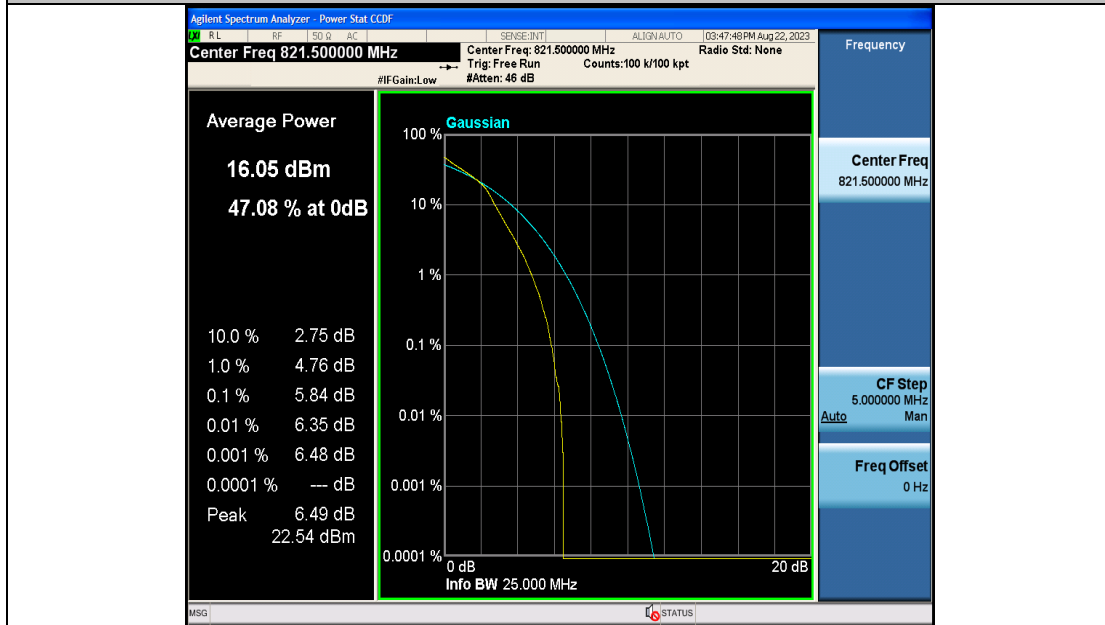 Agilent Spectrum Analyzer - Power Stat CCDF
LXI RL RF 50 Ω AC SENSE:INT ALIGN AUTO 03:47:48 PM Aug 22, 2023
Center Freq 821.500000 MHz
Center Freq: 821.500000 MHz Radio Std: None
Trig: Free Run Counts:100 k/100 kpt
#IFGain:Low #Atten: 46 dB
Frequency
Average Power
16.05 dBm
47.08 % at 0dB
10.0 % 2.75 dB
1.0 % 4.76 dB
0.1 % 5.84 dB
0.01 % 6.35 dB
0.001 % 6.48 dB
0.0001 % --- dB
Peak 6.49 dB
22.54 dBm
Gaussian
100 %
10 %
1 %
0.1 %
0.01 %
0.001 %
0.0001 %
0 dB 20 dB
Info BW 25.000 MHz
Center Freq
821.500000 MHz
CF Step
5.000000 MHz
Auto Man
Freq Offset
0 Hz
MSG STATUS